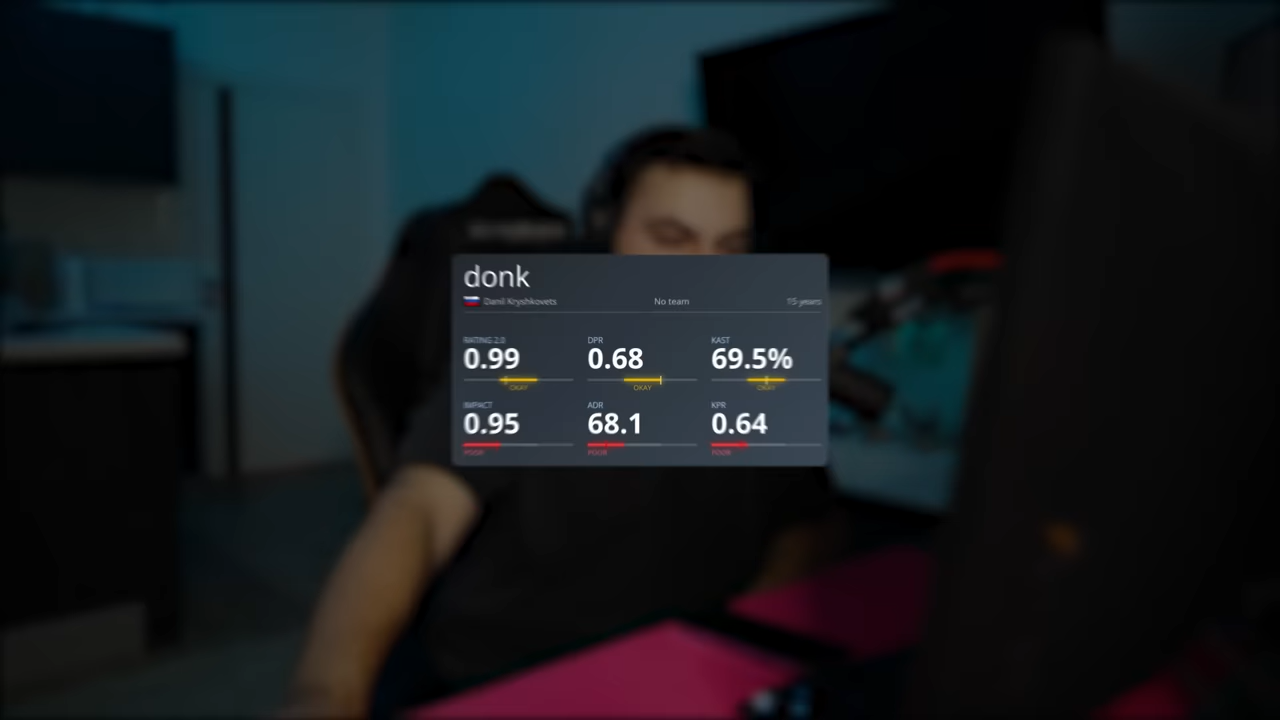 donk
Danil Kryshkovets No team 15 years
RATING 2.0 DPR KAST
0.99 0.68 69.5%
OKAY OKAY OKAY
IMPACT ADR KPR
0.95 68.1 0.64
POOR POOR POOR